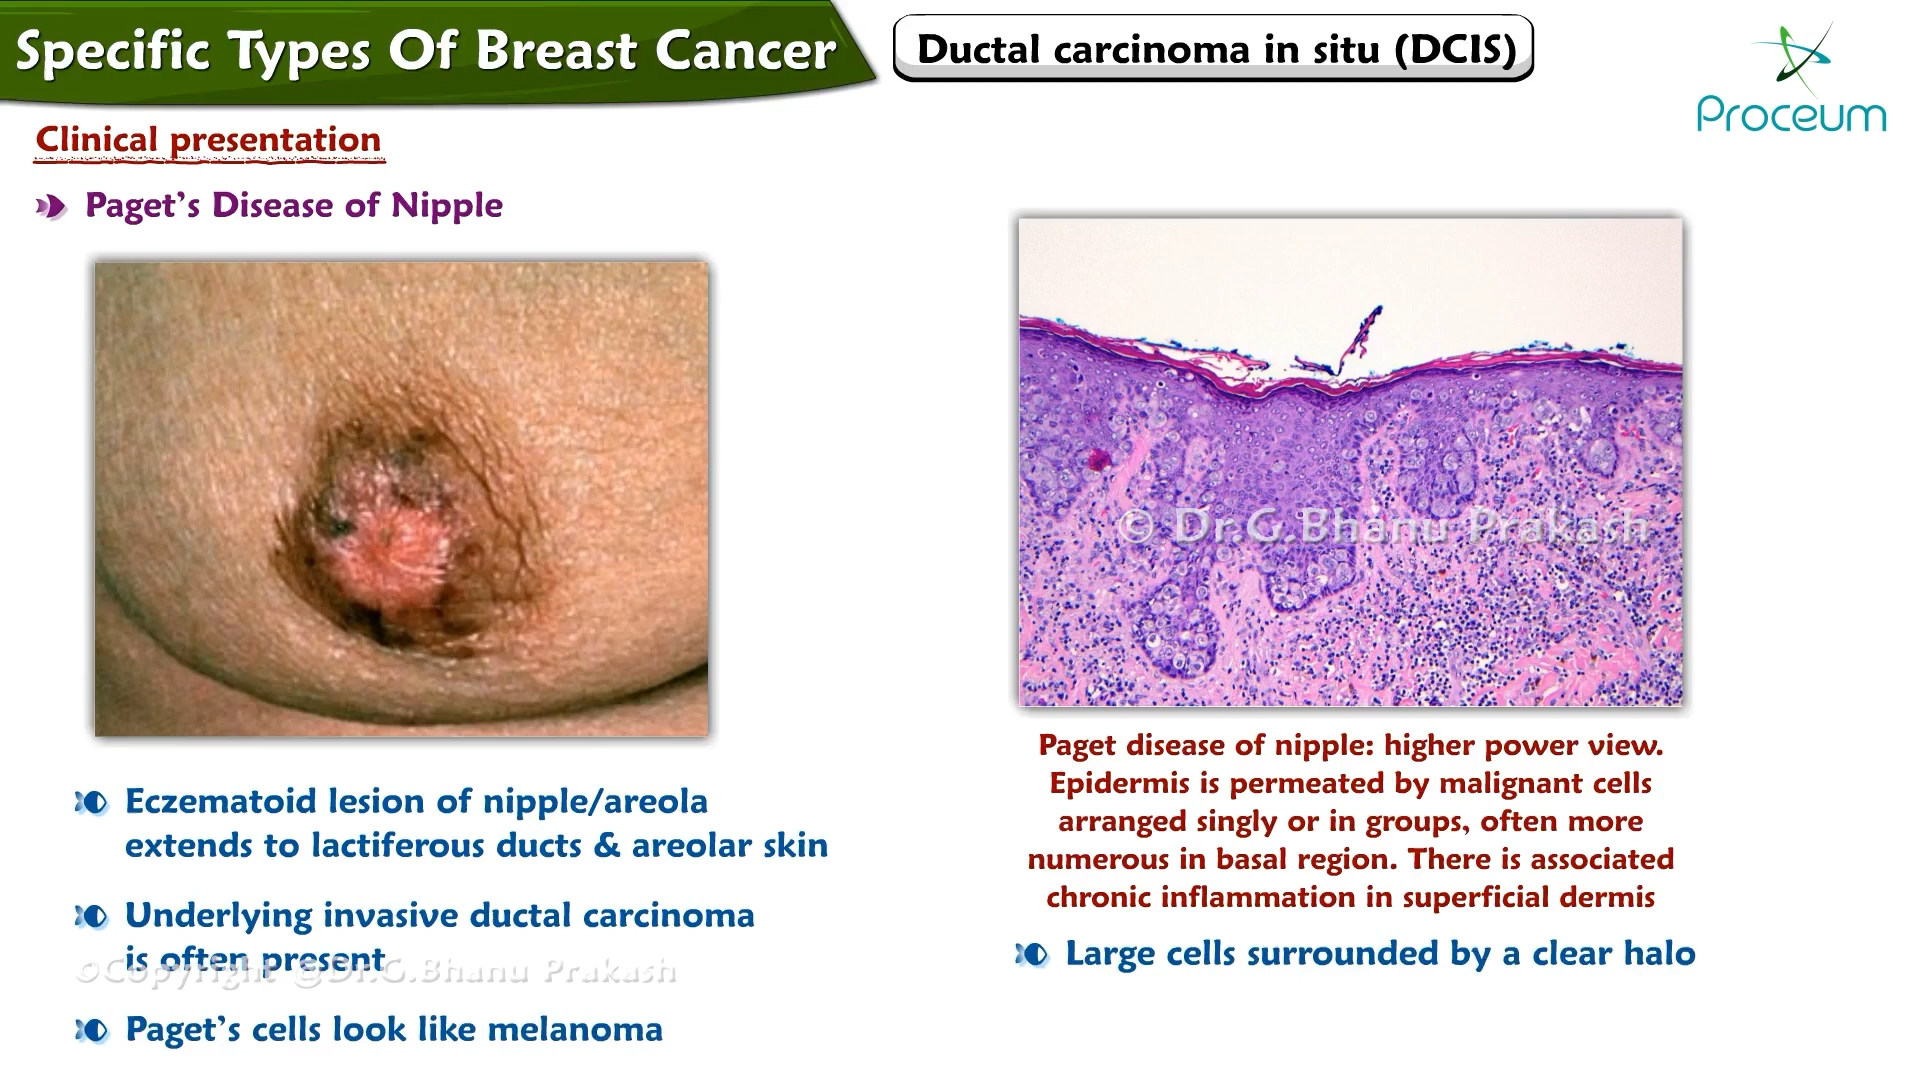 Specific Types Of Breast Cancer
Ductal carcinoma in situ (DCIS)
Proceum
Clinical presentation
Paget's Disease of Nipple
Eczematoid lesion of nipple/areola
extends to lactiferous ducts & areolar skin
Underlying invasive ductal carcinoma
is often present
©Copyright @Dr.G.Bhanu Prakash
Paget's cells look like melanoma
© Dr.G.Bhanu Prakash
Paget disease of nipple: higher power view.
Epidermis is permeated by malignant cells
arranged singly or in groups, often more
numerous in basal region. There is associated
chronic inflammation in superficial dermis
Large cells surrounded by a clear halo